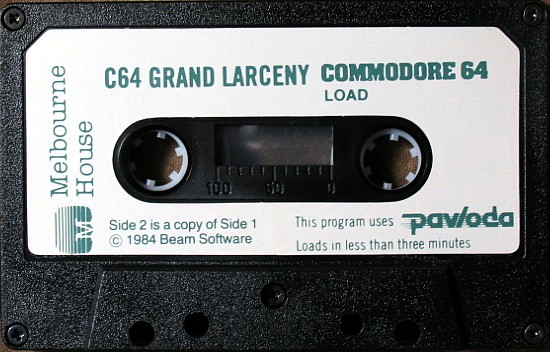 C64 GRAND LARCENY COMMODORE 64
LOAD
Melbourne
House
M
100 50 0
Side 2 is a copy of Side 1
© 1984 Beam Software
This program uses pavloda
Loads in less than three minutes